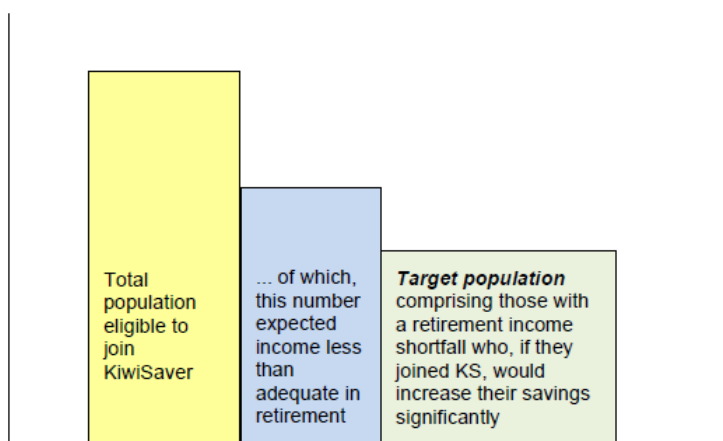 Total
population
eligible to
join
KiwiSaver
... of which,
this number
expected
income less
than
adequate in
retirement
Target population
comprising those with
a retirement income
shortfall who, if they
joined KS, would
increase their savings
significantly